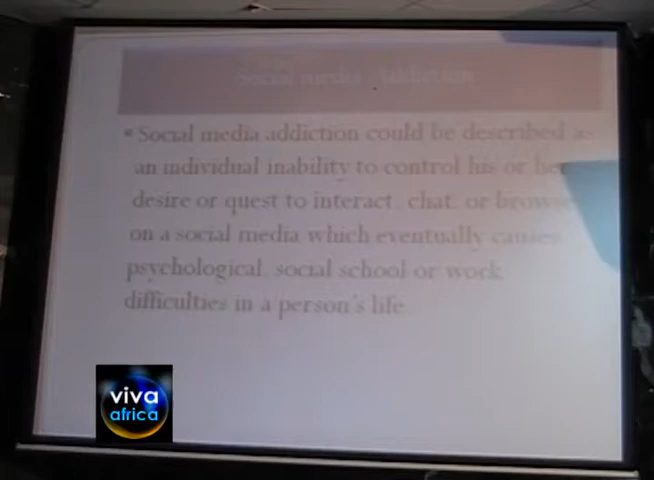 Social media Addiction
• Social media addiction could be described as
an individual inability to control his or her
desire or quest to interact, chat, or browse
on a social media which eventually causes
psychological, social school or work
difficulties in a person's life.
viva
africa